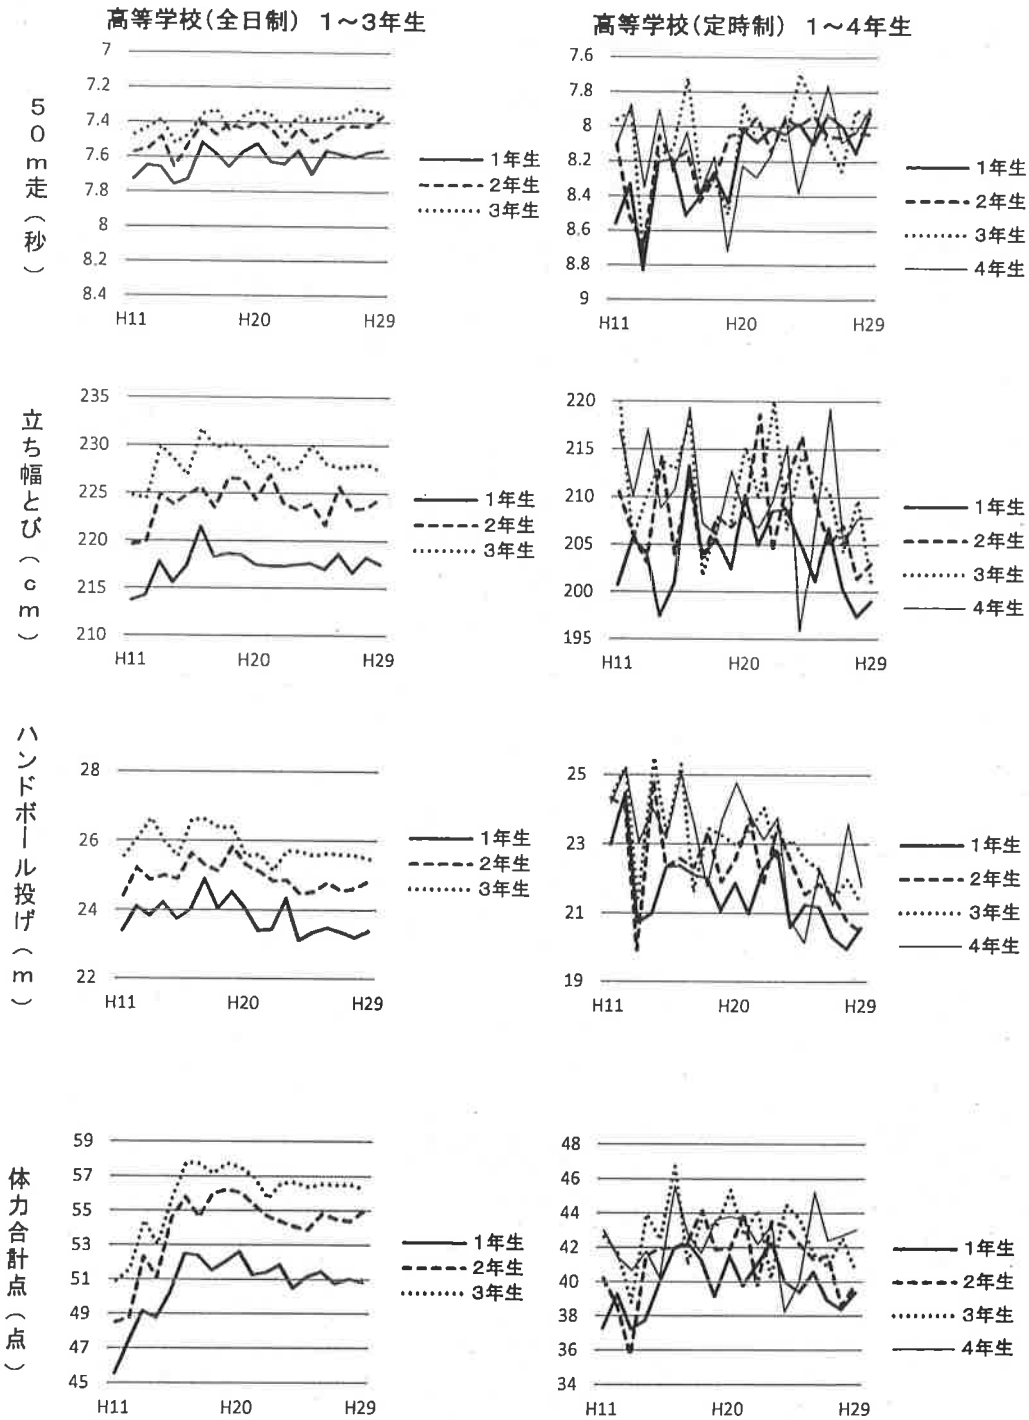 高等学校(全日制) 1～3年生
50m走(秒)
7
7.2
7.4
7.6
7.8
8
8.2
8.4
H11 H20 H29
1年生
2年生
3年生
高等学校(定時制) 1～4年生
7.6
7.8
8
8.2
8.4
8.6
8.8
9
H11 H20 H29
1年生
2年生
3年生
4年生
立ち幅とび(cm)
235
230
225
220
215
210
H11 H20 H29
1年生
2年生
3年生
220
215
210
205
200
195
H11 H20 H29
1年生
2年生
3年生
4年生
ハンドボール投げ(m)
28
26
24
22
H11 H20 H29
1年生
2年生
3年生
25
23
21
19
H11 H20 H29
1年生
2年生
3年生
4年生
体力合計点(点)
59
57
55
53
51
49
47
45
H11 H20 H29
1年生
2年生
3年生
48
46
44
42
40
38
36
34
H11 H20 H29
1年生
2年生
3年生
4年生